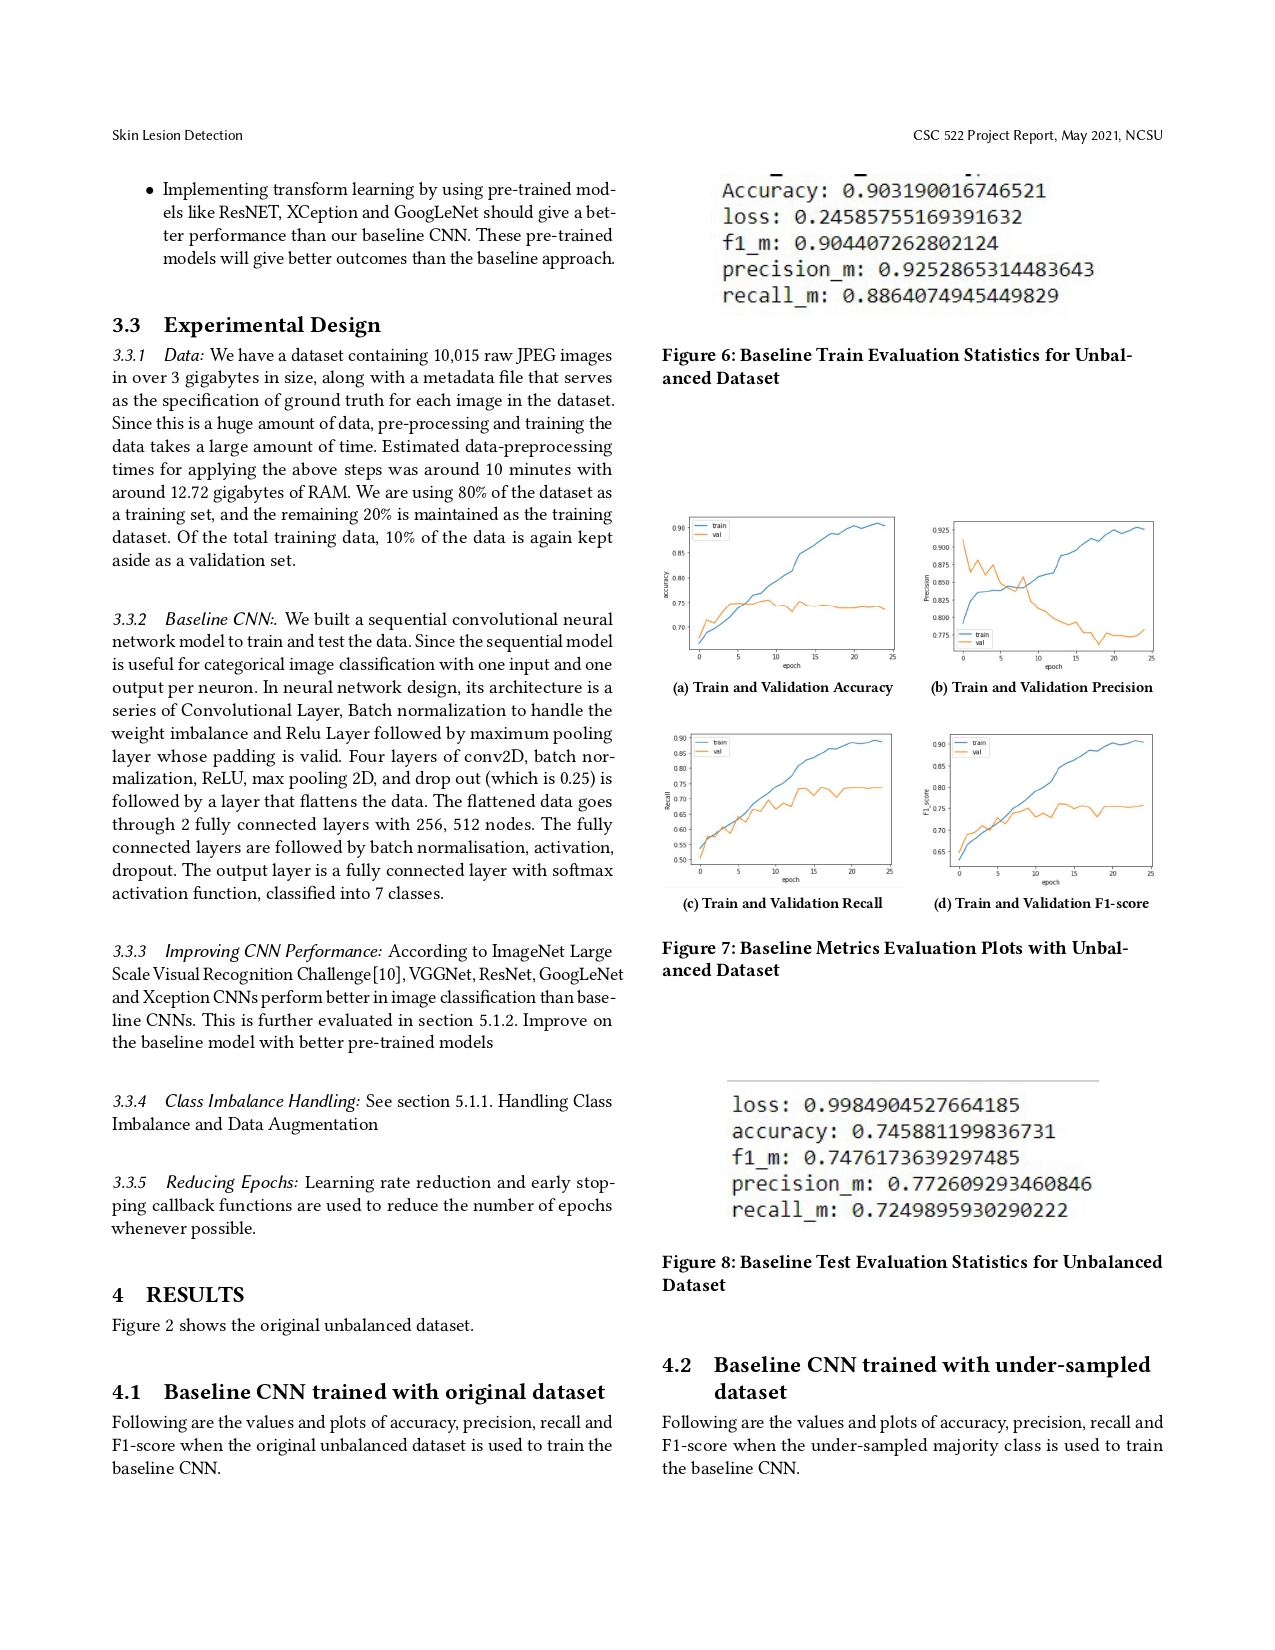 Skin Lesion Detection
CSC 522 Project Report, May 2021, NCSU
• Implementing transform learning by using pre-trained mod-
els like ResNET, XCeption and GoogLeNet should give a bet-
ter performance than our baseline CNN. These pre-trained
models will give better outcomes than the baseline approach.
3.3 Experimental Design
3.3.1 Data: We have a dataset containing 10,015 raw JPEG images
in over 3 gigabytes in size, along with a metadata file that serves
as the specification of ground truth for each image in the dataset.
Since this is a huge amount of data, pre-processing and training the
data takes a large amount of time. Estimated data-preprocessing
times for applying the above steps was around 10 minutes with
around 12.72 gigabytes of RAM. We are using 80% of the dataset as
a training set, and the remaining 20% is maintained as the training
dataset. Of the total training data, 10% of the data is again kept
aside as a validation set.
3.3.2 Baseline CNN:. We built a sequential convolutional neural
network model to train and test the data. Since the sequential model
is useful for categorical image classification with one input and one
output per neuron. In neural network design, its architecture is a
series of Convolutional Layer, Batch normalization to handle the
weight imbalance and Relu Layer followed by maximum pooling
layer whose padding is valid. Four layers of conv2D, batch nor-
malization, ReLU, max pooling 2D, and drop out (which is 0.25) is
followed by a layer that flattens the data. The flattened data goes
through 2 fully connected layers with 256, 512 nodes. The fully
connected layers are followed by batch normalisation, activation,
dropout. The output layer is a fully connected layer with softmax
activation function, classified into 7 classes.
3.3.3 Improving CNN Performance: According to ImageNet Large
Scale Visual Recognition Challenge[10], VGGNet, ResNet, GoogLeNet
and Xception CNNs perform better in image classification than base-
line CNNs. This is further evaluated in section 5.1.2. Improve on
the baseline model with better pre-trained models
3.3.4 Class Imbalance Handling: See section 5.1.1. Handling Class
Imbalance and Data Augmentation
3.3.5 Reducing Epochs: Learning rate reduction and early stop-
ping callback functions are used to reduce the number of epochs
whenever possible.
4 RESULTS
Figure 2 shows the original unbalanced dataset.
4.1 Baseline CNN trained with original dataset
Following are the values and plots of accuracy, precision, recall and
F1-score when the original unbalanced dataset is used to train the
baseline CNN.
Accuracy: 0.903190016746521
loss: 0.24585755169391632
f1_m: 0.904407262802124
precision_m: 0.9252865314483643
recall_m: 0.8864074945449829
Figure 6: Baseline Train Evaluation Statistics for Unbal-
anced Dataset
train
val
0.90
0.85
0.80
0.75
0.70
accuracy
0 5 10 15 20 25
epoch
(a) Train and Validation Accuracy
0.925
0.900
0.875
0.850
0.825
0.800
0.775
Precision
train
val
0 5 10 15 20 25
epoch
(b) Train and Validation Precision
train
val
0.90
0.85
0.80
0.75
0.70
0.65
0.60
0.55
0.50
Recall
0 5 10 15 20 25
epoch
(c) Train and Validation Recall
train
val
0.90
0.85
0.80
0.75
0.70
0.65
F1_score
0 5 10 15 20 25
epoch
(d) Train and Validation F1-score
Figure 7: Baseline Metrics Evaluation Plots with Unbal-
anced Dataset
loss: 0.9984904527664185
accuracy: 0.745881199836731
f1_m: 0.7476173639297485
precision_m: 0.772609293460846
recall_m: 0.7249895930290222
Figure 8: Baseline Test Evaluation Statistics for Unbalanced
Dataset
4.2 Baseline CNN trained with under-sampled
dataset
Following are the values and plots of accuracy, precision, recall and
F1-score when the under-sampled majority class is used to train
the baseline CNN.